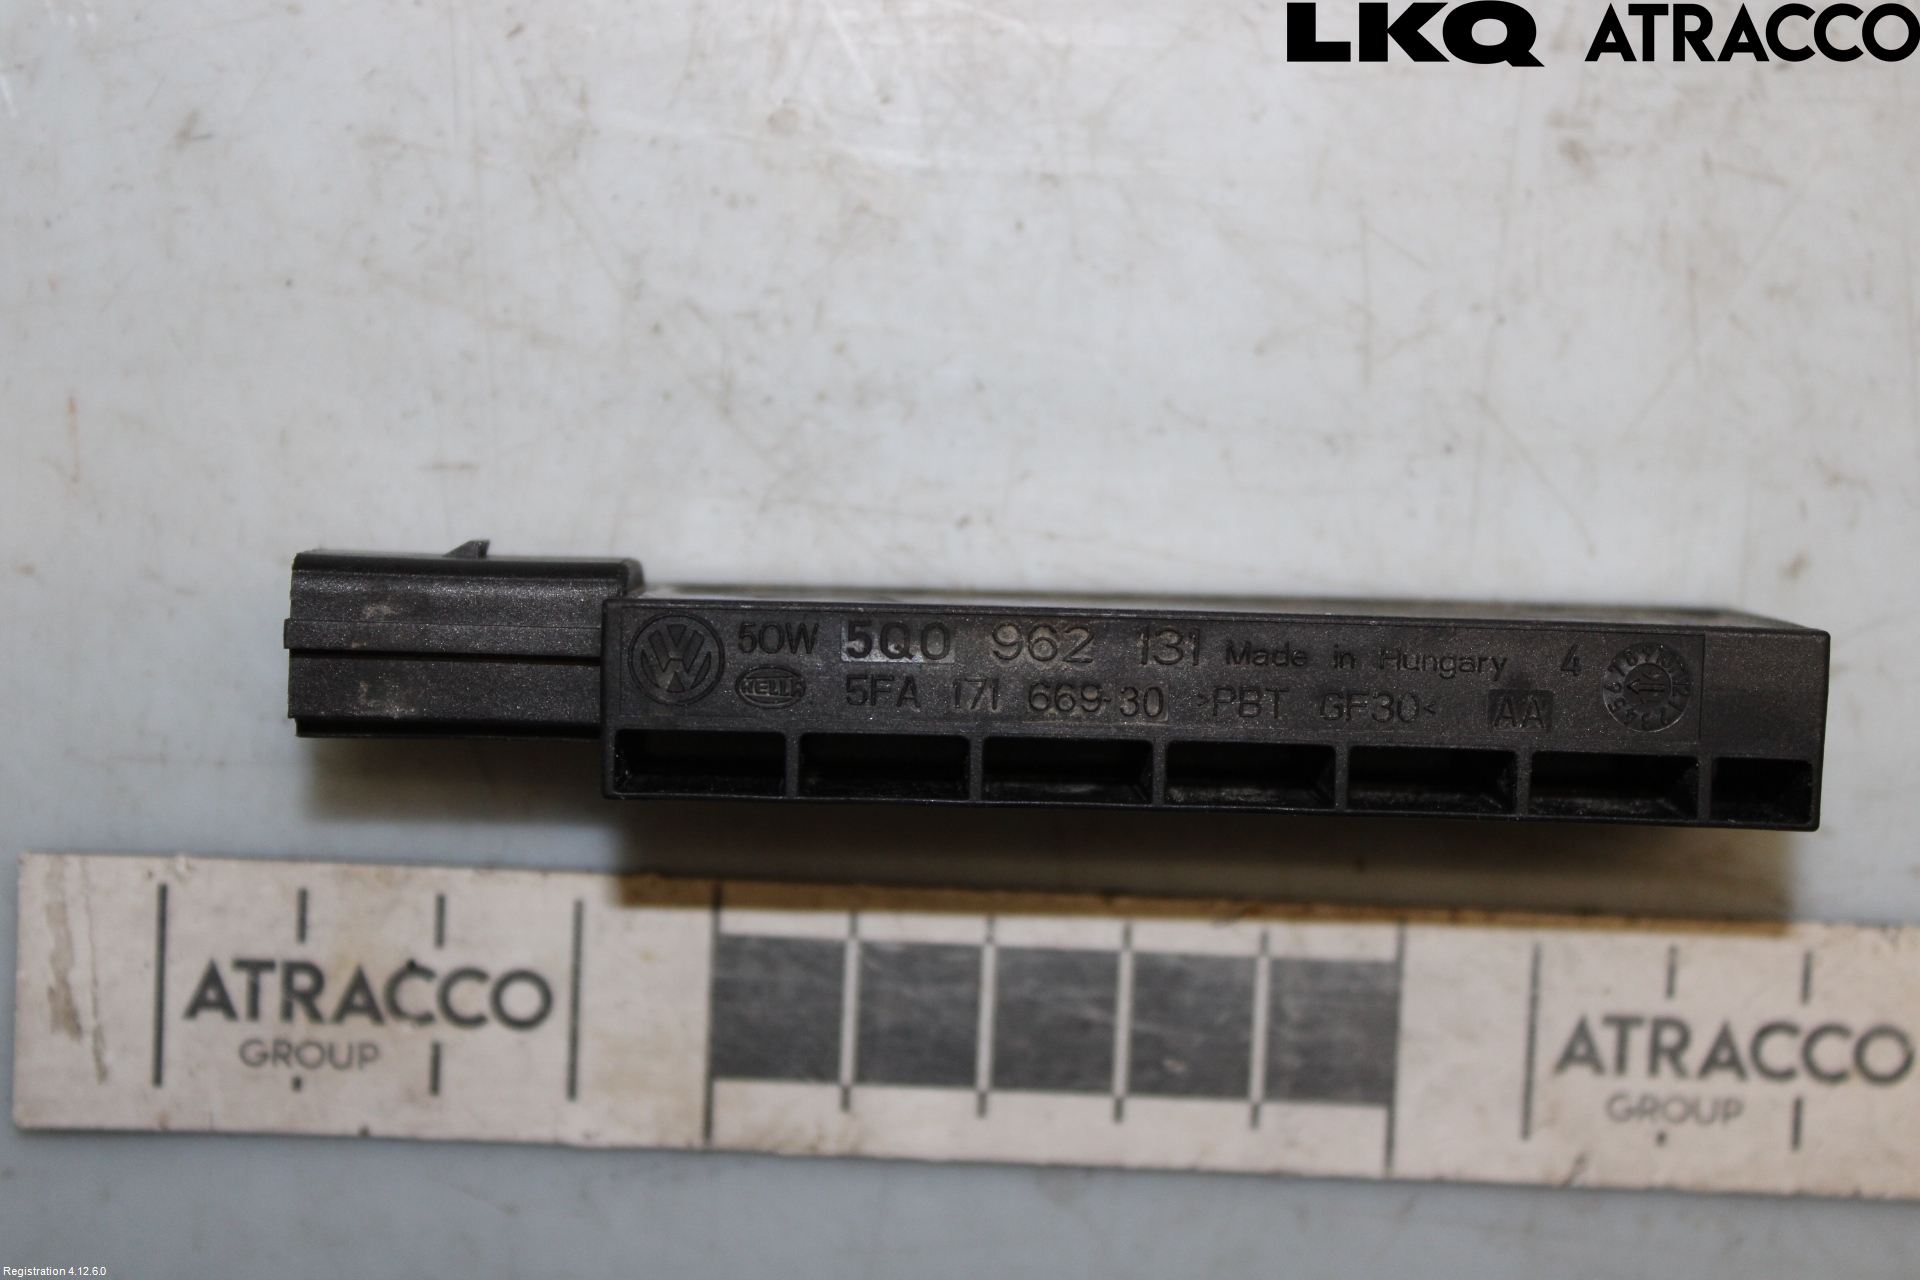 LKQ ATRACCO
50W 5Q0 962 131 Made in Hungary 4
HELLA 5FA 171 669-30 >PBT GF30< AA
ATRACCO
GROUP
ATRACCO
GROUP
Registration 4.12.6.0